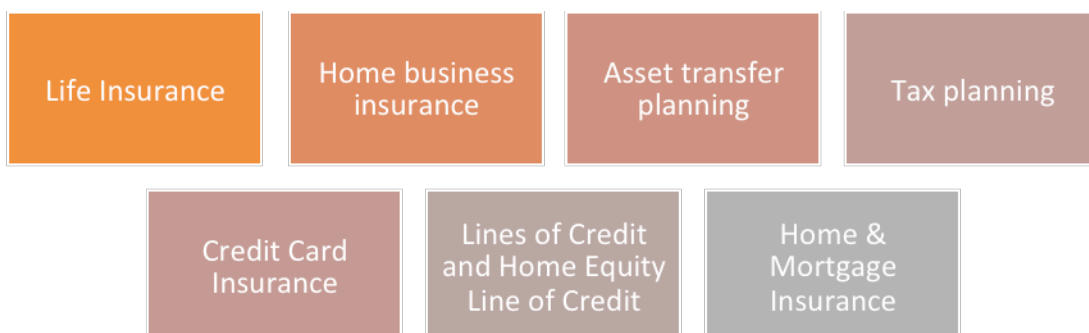 Life Insurance
Home business
insurance
Asset transfer
planning
Tax planning
Credit Card
Insurance
Lines of Credit
and Home Equity
Line of Credit
Home &
Mortgage
Insurance